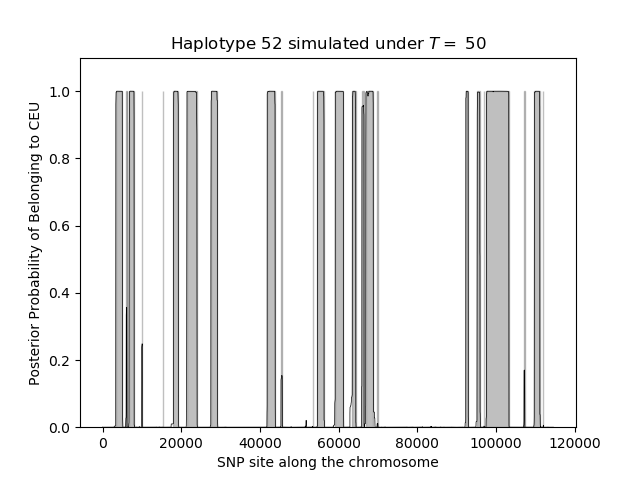 Haplotype 52 simulated under T = 50
Posterior Probability of Belonging to CEU
1.0
0.8
0.6
0.4
0.2
0.0
0 20000 40000 60000 80000 100000 120000
SNP site along the chromosome